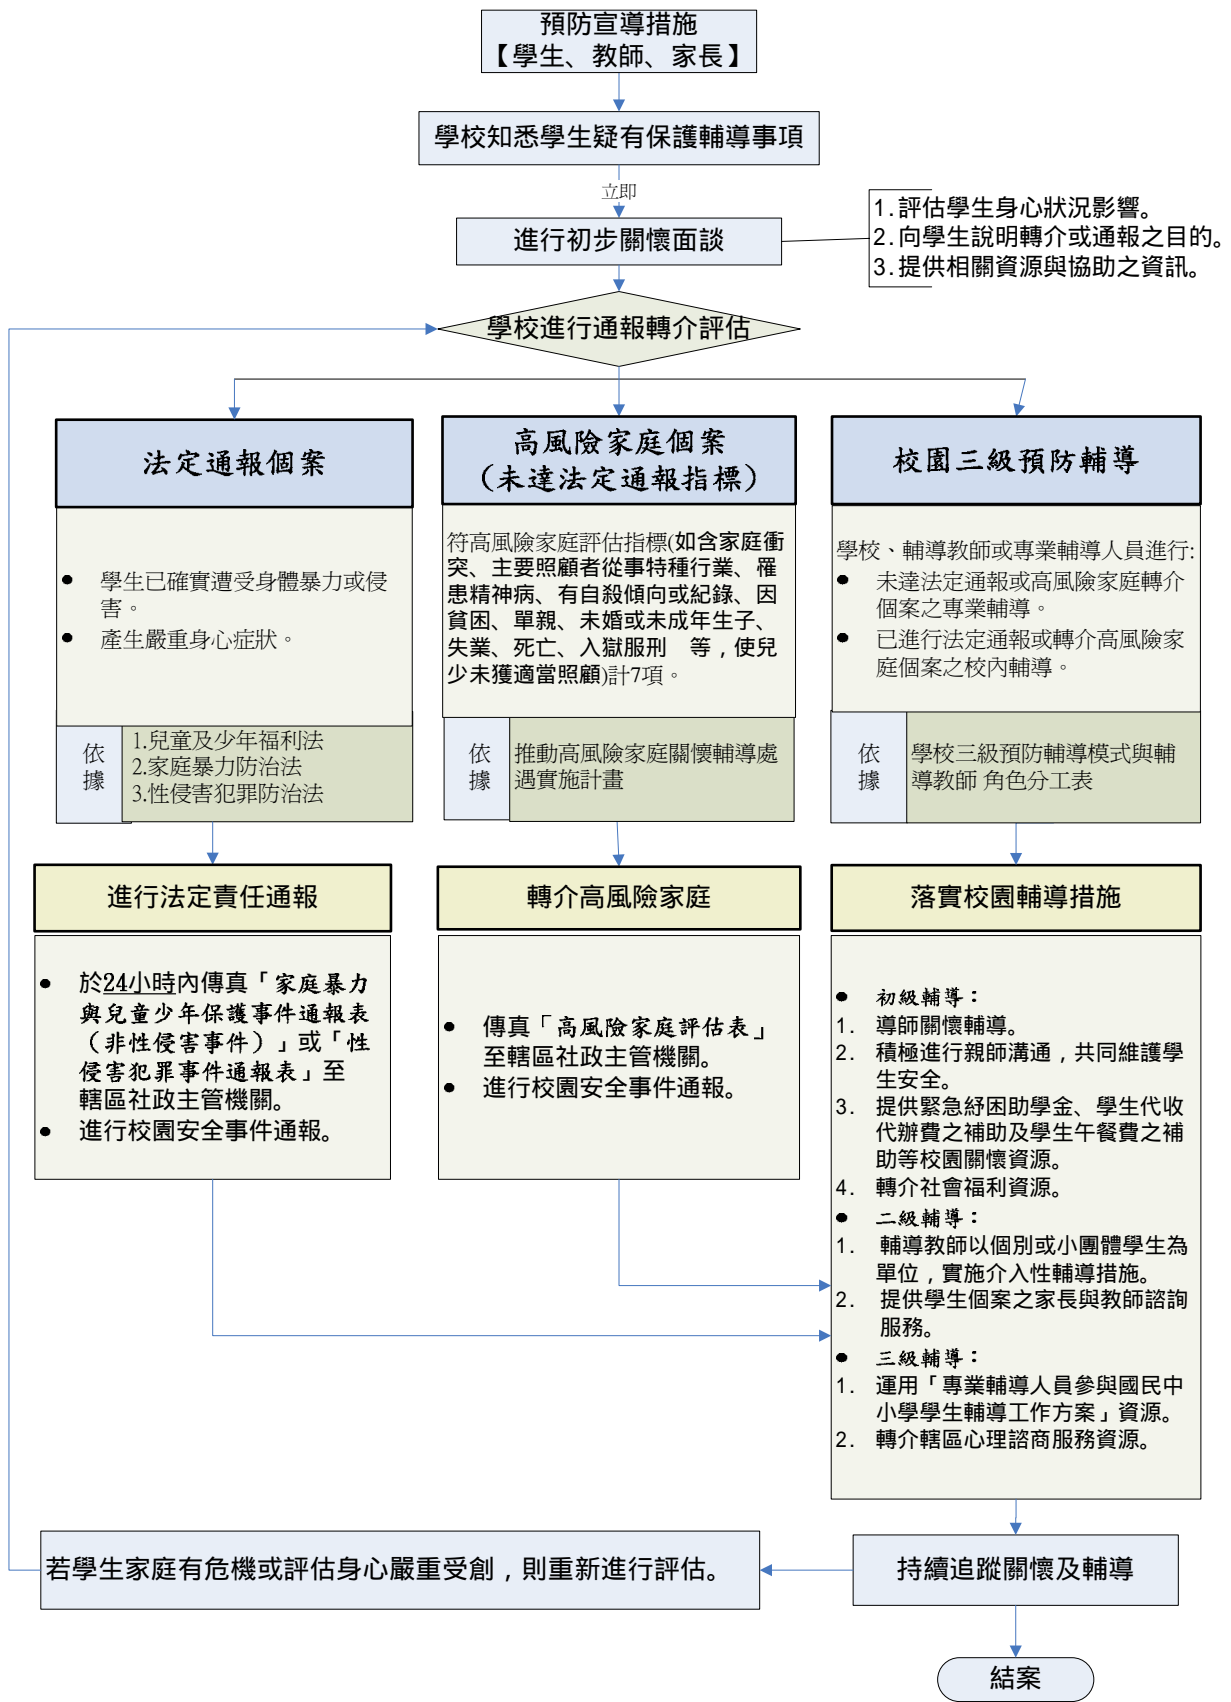 預防宣導措施
【學生、教師、家長】
學校知悉學生疑有保護輔導事項
立即
進行初步關懷面談
1.評估學生身心狀況影響。
2.向學生說明轉介或通報之目的。
3.提供相關資源與協助之資訊。
學校進行通報轉介評估
法定通報個案
● 學生已確實遭受身體暴力或侵
害。
● 產生嚴重身心症狀。
依
據
1.兒童及少年福利法
2.家庭暴力防治法
3.性侵害犯罪防治法
高風險家庭個案
(未達法定通報指標)
符高風險家庭評估指標(如含家庭衝
突、主要照顧者從事特種行業、罹
患精神病、有自殺傾向或紀錄、因
貧困、單親、未婚或未成年生子、
失業、死亡、入獄服刑　等，使兒
少未獲適當照顧)計7項。
依
據
推動高風險家庭關懷輔導處
遇實施計畫
校園三級預防輔導
學校、輔導教師或專業輔導人員進行:
● 未達法定通報或高風險家庭轉介
個案之專業輔導。
● 已進行法定通報或轉介高風險家
庭個案之校內輔導。
依
據
學校三級預防輔導模式與輔
導教師 角色分工表
進行法定責任通報
● 於24小時內傳真「家庭暴力
與兒童少年保護事件通報表
（非性侵害事件）」或「性
侵害犯罪事件通報表」至
轄區社政主管機關。
● 進行校園安全事件通報。
轉介高風險家庭
● 傳真「高風險家庭評估表」
至轄區社政主管機關。
● 進行校園安全事件通報。
落實校園輔導措施
● 初級輔導：
1. 導師關懷輔導。
2. 積極進行親師溝通，共同維護學
生安全。
3. 提供緊急紓困助學金、學生代收
代辦費之補助及學生午餐費之補
助等校園關懷資源。
4. 轉介社會福利資源。
● 二級輔導：
1. 輔導教師以個別或小團體學生為
單位，實施介入性輔導措施。
2. 提供學生個案之家長與教師諮詢
服務。
● 三級輔導：
1. 運用「專業輔導人員參與國民中
小學學生輔導工作方案」資源。
2. 轉介轄區心理諮商服務資源。
若學生家庭有危機或評估身心嚴重受創，則重新進行評估。
持續追蹤關懷及輔導
結案